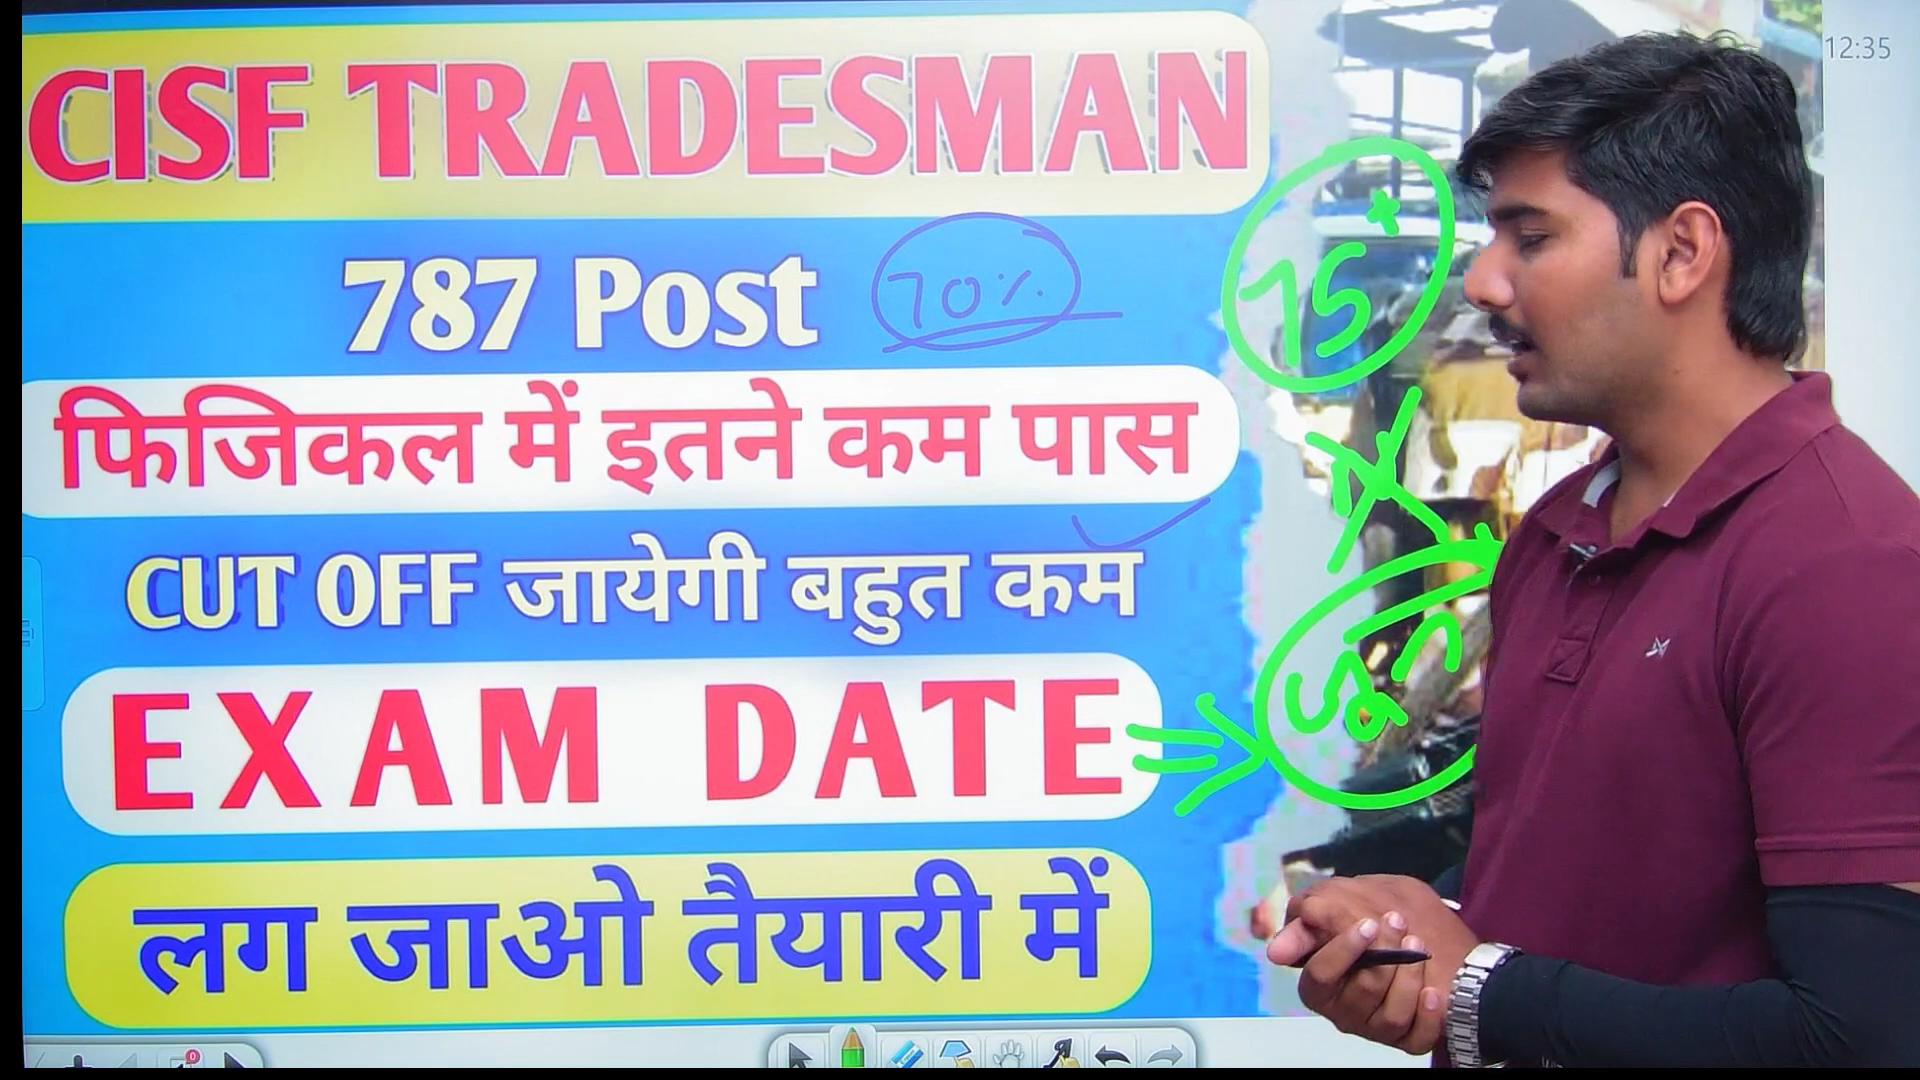 CISF TRADESMAN
12:35
787 Post
70%
75+
फिजिकल में इतने कम पास
CUT OFF जायेगी बहुत कम
EXAM DATE
लग जाओ तैयारी में